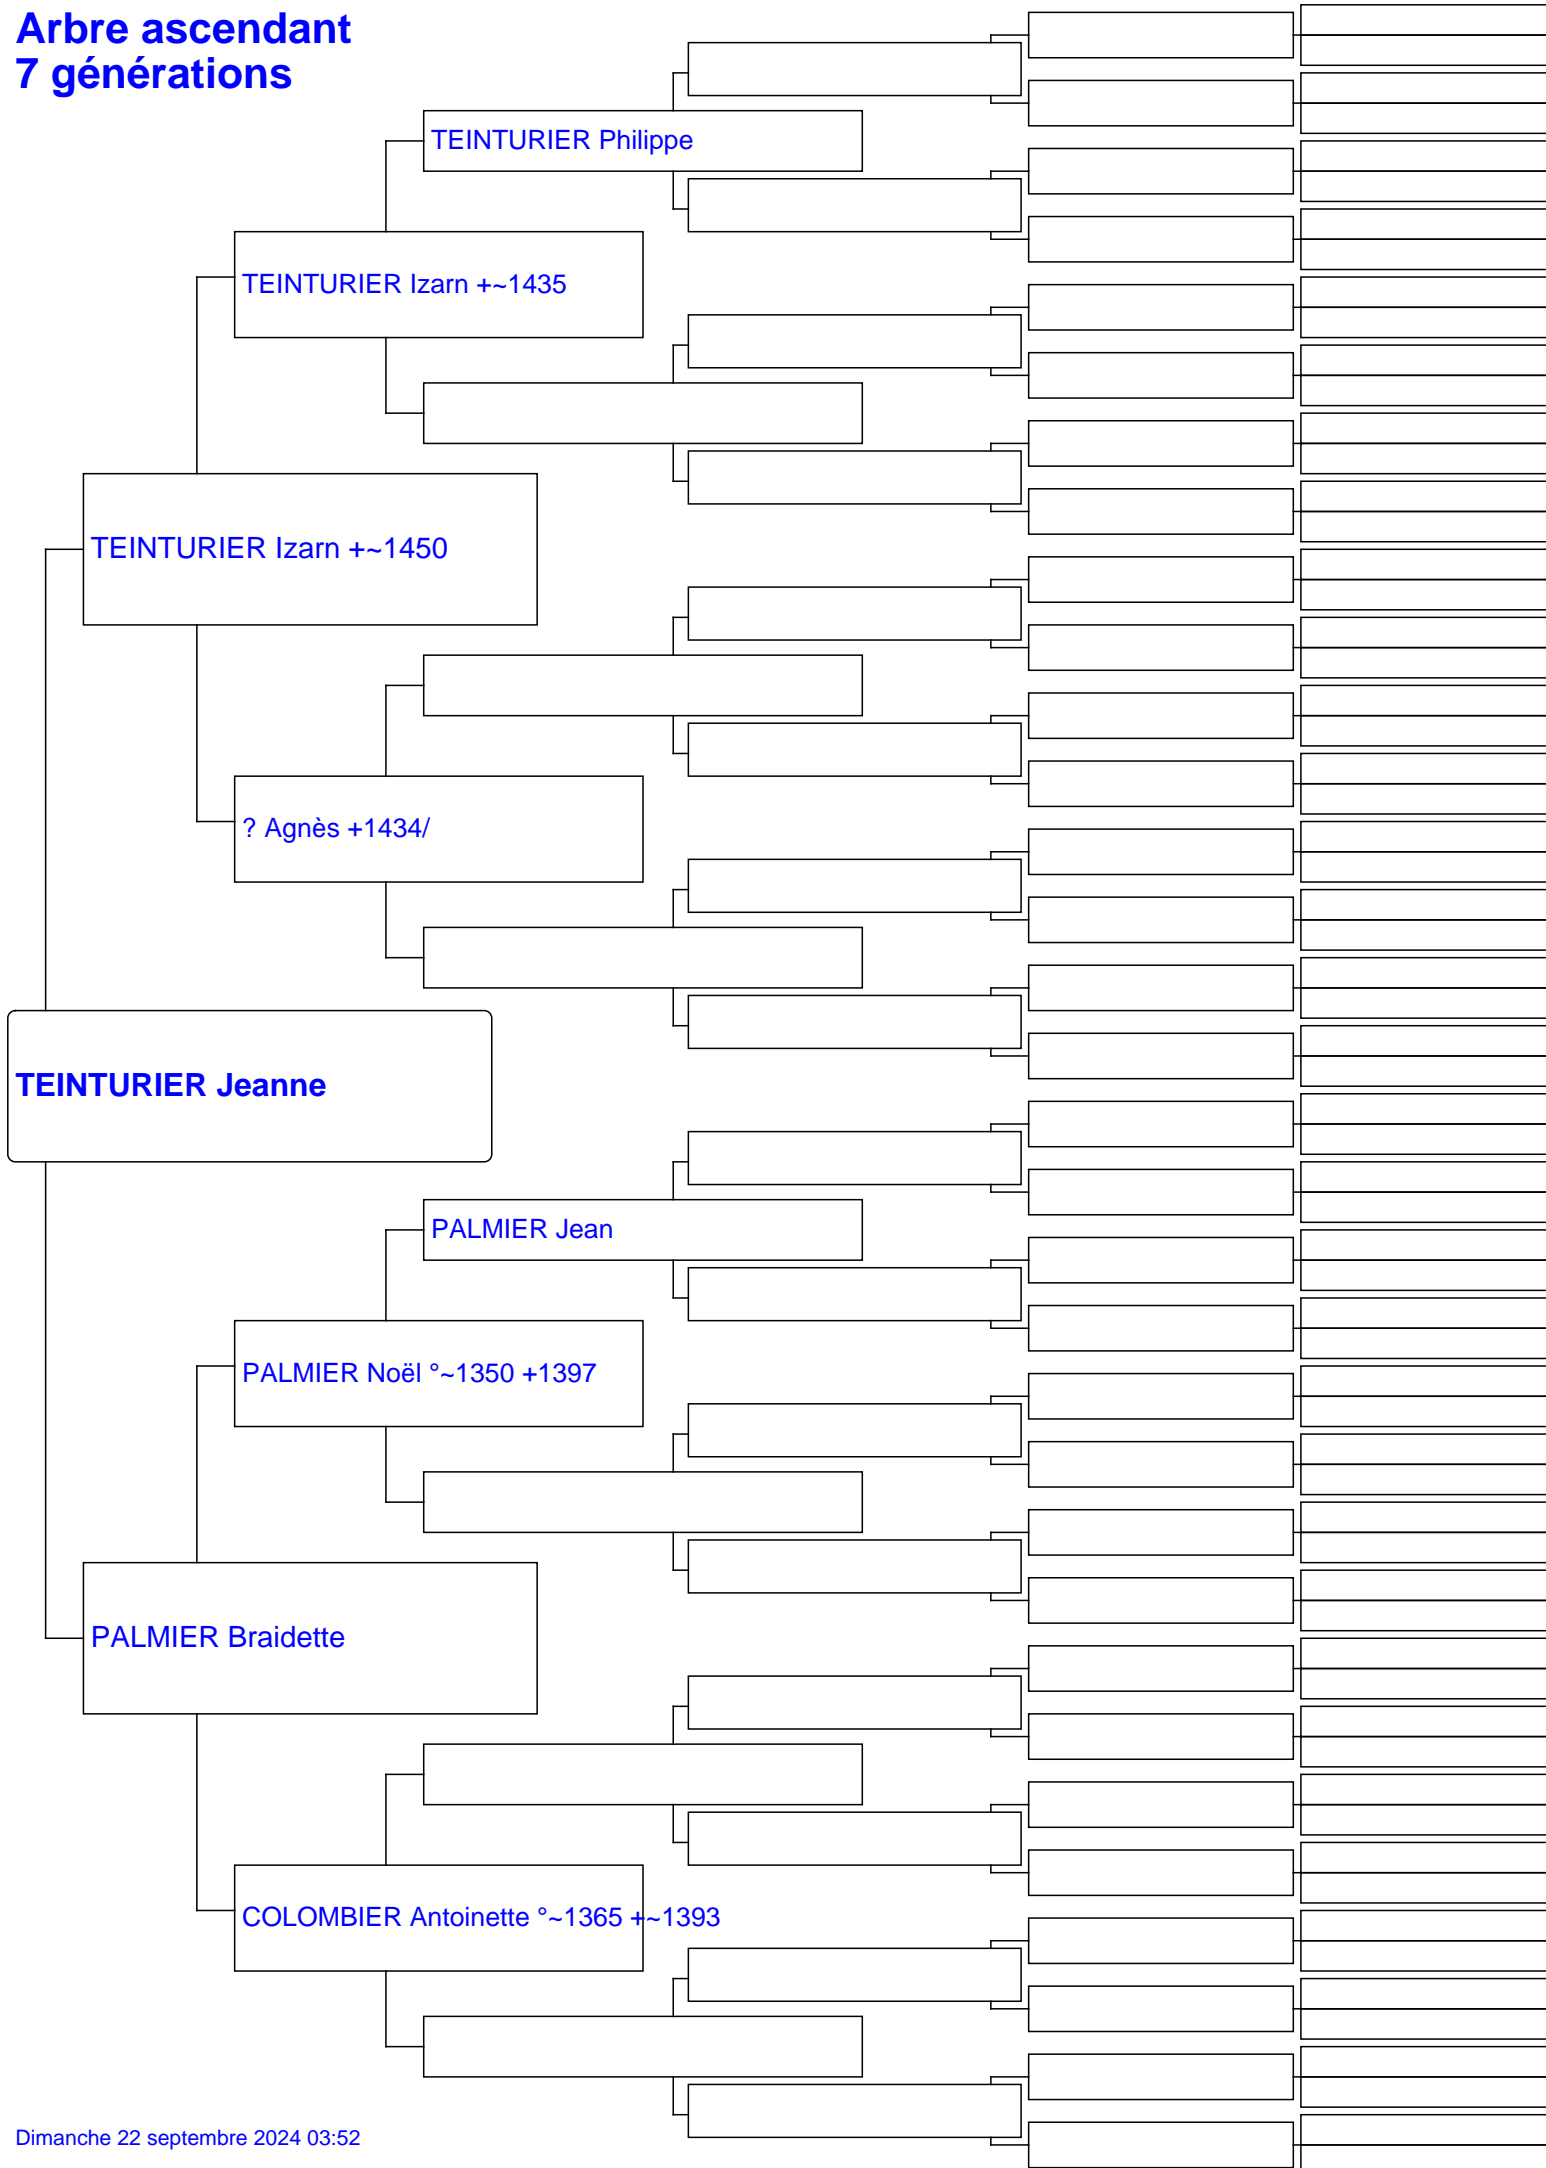 Arbre ascendant
7 générations
TEINTURIER Philippe
TEINTURIER Izarn +~1435
TEINTURIER Izarn +~1450
? Agnès +1434/
TEINTURIER Jeanne
PALMIER Jean
PALMIER Noël °~1350 +1397
PALMIER Braidette
COLOMBIER Antoinette °~1365 +~1393
Dimanche 22 septembre 2024 03:52